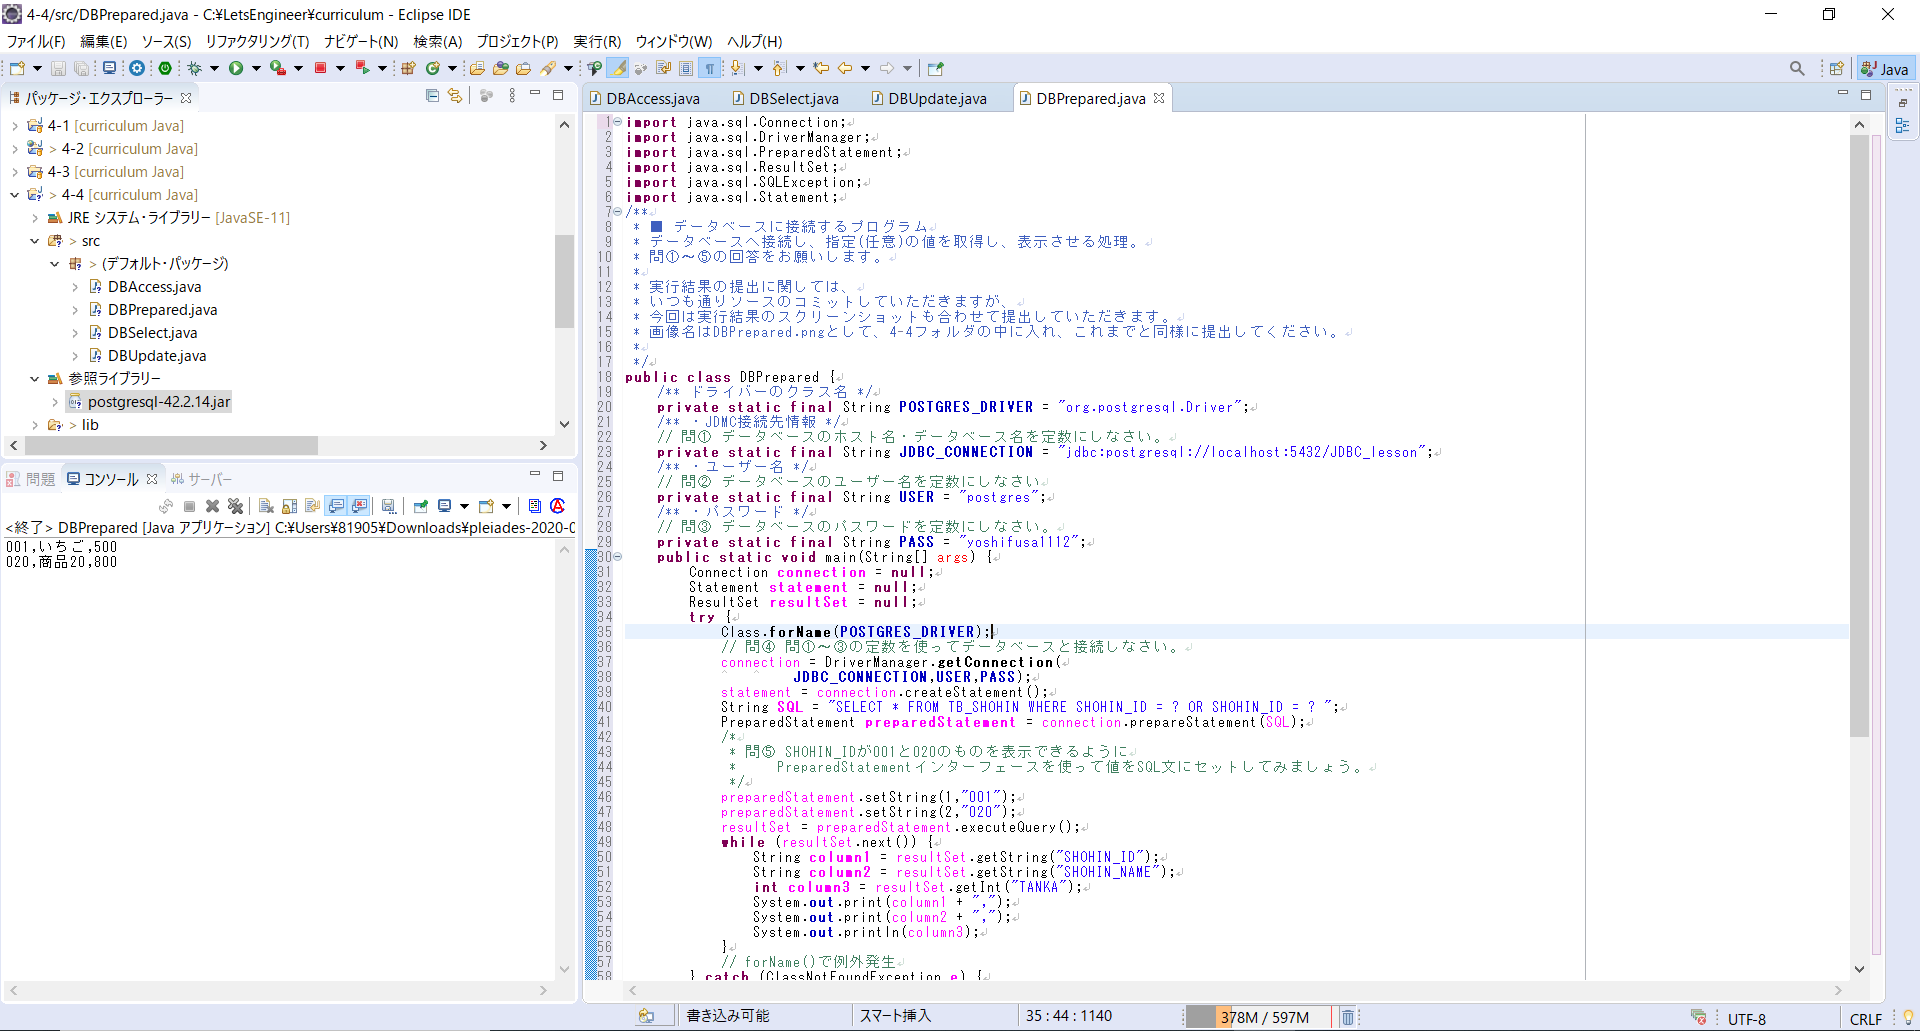 4-4/src/DBPrepared.java - C:¥LetsEngineer¥curriculum - Eclipse IDE
ファイル(F) 編集(E) ソース(S) リファクタリング(T) ナビゲート(N) 検索(A) プロジェクト(P) 実行(R) ウィンドウ(W) ヘルプ(H)
Java
パッケージ・エクスプローラー
4-1 [curriculum Java]
> 4-2 [curriculum Java]
4-3 [curriculum Java]
> 4-4 [curriculum Java]
JRE システム・ライブラリー [JavaSE-11]
> src
> (デフォルト・パッケージ)
DBAccess.java
DBPrepared.java
DBSelect.java
DBUpdate.java
参照ライブラリー
postgresql-42.2.14.jar
> lib
問題 コンソール サーバー
<終了> DBPrepared [Java アプリケーション] C:¥Users¥81905¥Downloads¥pleiades-2020-0
001,いちご,500
020,商品20,800
DBAccess.java DBSelect.java DBUpdate.java DBPrepared.java
1 import java.sql.Connection;
2 import java.sql.DriverManager;
3 import java.sql.PreparedStatement;
4 import java.sql.ResultSet;
5 import java.sql.SQLException;
6 import java.sql.Statement;
7 /**
8 * ■ データベースに接続するプログラム
9 * データベースへ接続し、指定(任意)の値を取得し、表示させる処理。
10 * 問①～⑤の回答をお願いします。
11 *
12 * 実行結果の提出に関しては、
13 * いつも通りソースのコミットしていただきますが、
14 * 今回は実行結果のスクリーンショットも合わせて提出していただきます。
15 * 画像名はDBPrepared.pngとして、4-4フォルダの中に入れ、これまでと同様に提出してください。
16 *
17 */
18 public class DBPrepared {
19 /** ドライバーのクラス名 */
20 private static final String POSTGRES_DRIVER = "org.postgresql.Driver";
21 /** ・JDMC接続先情報 */
22 // 問① データベースのホスト名・データベース名を定数にしなさい。
23 private static final String JDBC_CONNECTION = "jdbc:postgresql://localhost:5432/JDBC_lesson";
24 /** ・ユーザー名 */
25 // 問② データベースのユーザー名を定数にしなさい
26 private static final String USER = "postgres";
27 /** ・パスワード */
28 // 問③ データベースのパスワードを定数にしなさい。
29 private static final String PASS = "yoshifusa1112";
30 public static void main(String[] args) {
31 Connection connection = null;
32 Statement statement = null;
33 ResultSet resultSet = null;
34 try {
35 Class.forName(POSTGRES_DRIVER);
36 // 問④ 問①～③の定数を使ってデータベースと接続しなさい。
37 connection = DriverManager.getConnection(
38 JDBC_CONNECTION,USER,PASS);
39 statement = connection.createStatement();
40 String SQL = "SELECT * FROM TB_SHOHIN WHERE SHOHIN_ID = ? OR SHOHIN_ID = ? ";
41 PreparedStatement preparedStatement = connection.prepareStatement(SQL);
42 /*
43 * 問⑤ SHOHIN_IDが001と020のものを表示できるように
44 * PreparedStatementインターフェースを使って値をSQL文にセットしてみましょう。
45 */
46 preparedStatement.setString(1,"001");
47 preparedStatement.setString(2,"020");
48 resultSet = preparedStatement.executeQuery();
49 while (resultSet.next()) {
50 String column1 = resultSet.getString("SHOHIN_ID");
51 String column2 = resultSet.getString("SHOHIN_NAME");
52 int column3 = resultSet.getInt("TANKA");
53 System.out.print(column1 + ",");
54 System.out.print(column2 + ",");
55 System.out.println(column3);
56 }
57 // forName()で例外発生
58 } catch (ClassNotFoundException e) {
書き込み可能 スマート挿入 35 : 44 : 1140 378M / 597M UTF-8 CRLF